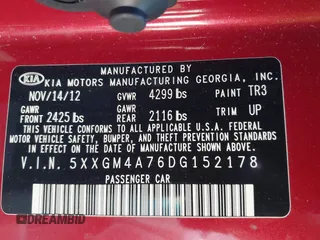 MANUFACTURED BY
KIA KIA MOTORS MANUFACTURING GEORGIA, INC.
NOV/14/12 GVWR 4299 lbs PAINT TR3
GAWR FRONT 2425 lbs GAWR REAR 2116 lbs TRIM UP
THIS VEHICLE CONFORMS TO ALL APPLICABLE U.S. FEDERAL
MOTOR VEHICLE SAFETY, BUMPER, AND THEFT PREVENTION STANDARDS
IN EFFECT ON THE DATE OF MANUFACTURE SHOWN ABOVE.
V.I.N. 5XXGM4A76DG152178
PASSENGER CAR
DREAMBID